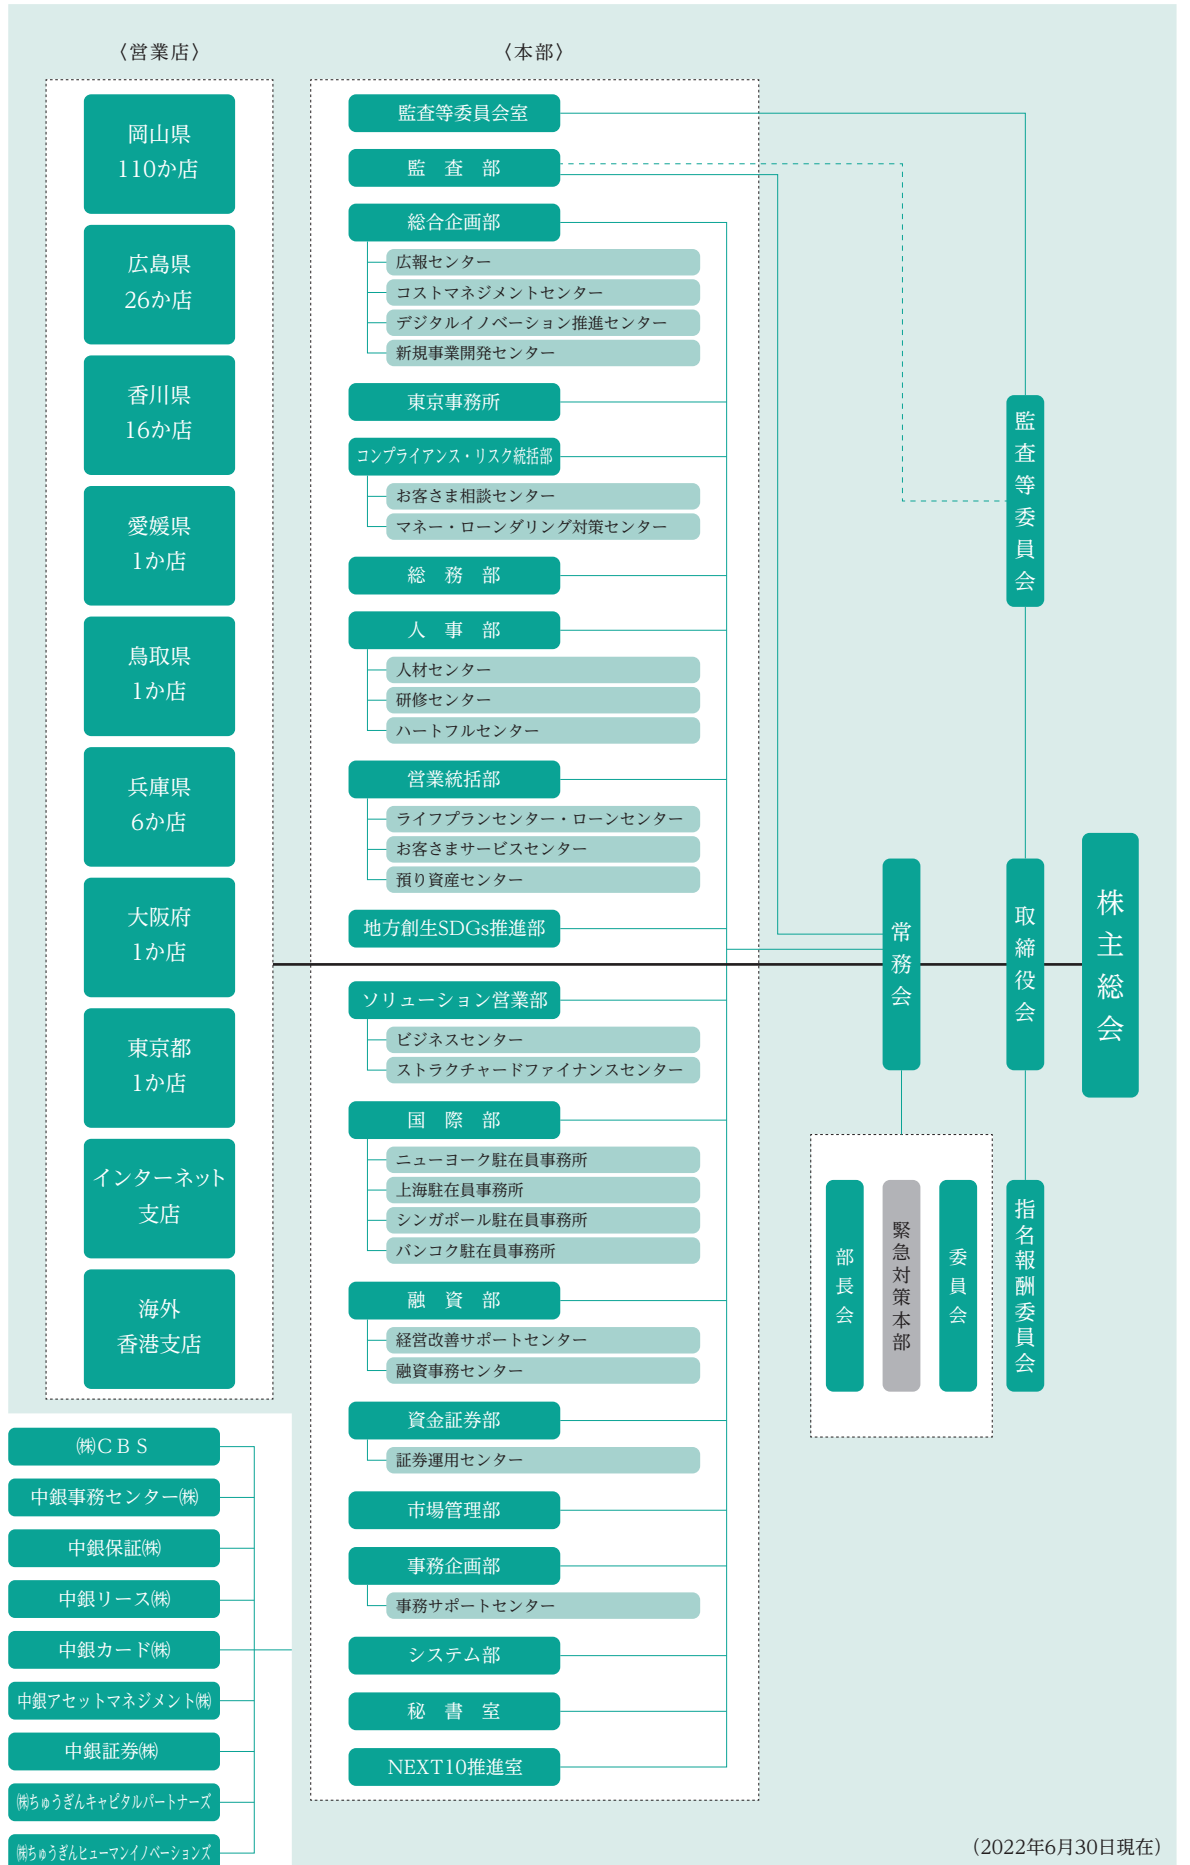 〈営業店〉
岡山県
110か店
広島県
26か店
香川県
16か店
愛媛県
1か店
鳥取県
1か店
兵庫県
6か店
大阪府
1か店
東京都
1か店
インターネット
支店
海外
香港支店
〈本部〉
監査等委員会室
監　査　部
総合企画部
広報センター
コストマネジメントセンター
デジタルイノベーション推進センター
新規事業開発センター
東京事務所
コンプライアンス・リスク統括部
お客さま相談センター
マネー・ローンダリング対策センター
総　務　部
人　事　部
人材センター
研修センター
ハートフルセンター
営業統括部
ライフプランセンター・ローンセンター
お客さまサービスセンター
預り資産センター
地方創生SDGs推進部
ソリューション営業部
ビジネスセンター
ストラクチャードファイナンスセンター
国　際　部
ニューヨーク駐在員事務所
上海駐在員事務所
シンガポール駐在員事務所
バンコク駐在員事務所
融　資　部
経営改善サポートセンター
融資事務センター
資金証券部
証券運用センター
市場管理部
事務企画部
事務サポートセンター
システム部
秘　書　室
NEXT10推進室
監査等委員会
常務会
取締役会
株主総会
部長会
緊急対策本部
委員会
指名報酬委員会
㈱ＣＢＳ
中銀事務センター㈱
中銀保証㈱
中銀リース㈱
中銀カード㈱
中銀アセットマネジメント㈱
中銀証券㈱
㈱ちゅうぎんキャピタルパートナーズ
㈱ちゅうぎんヒューマンイノベーションズ
（2022年6月30日現在）